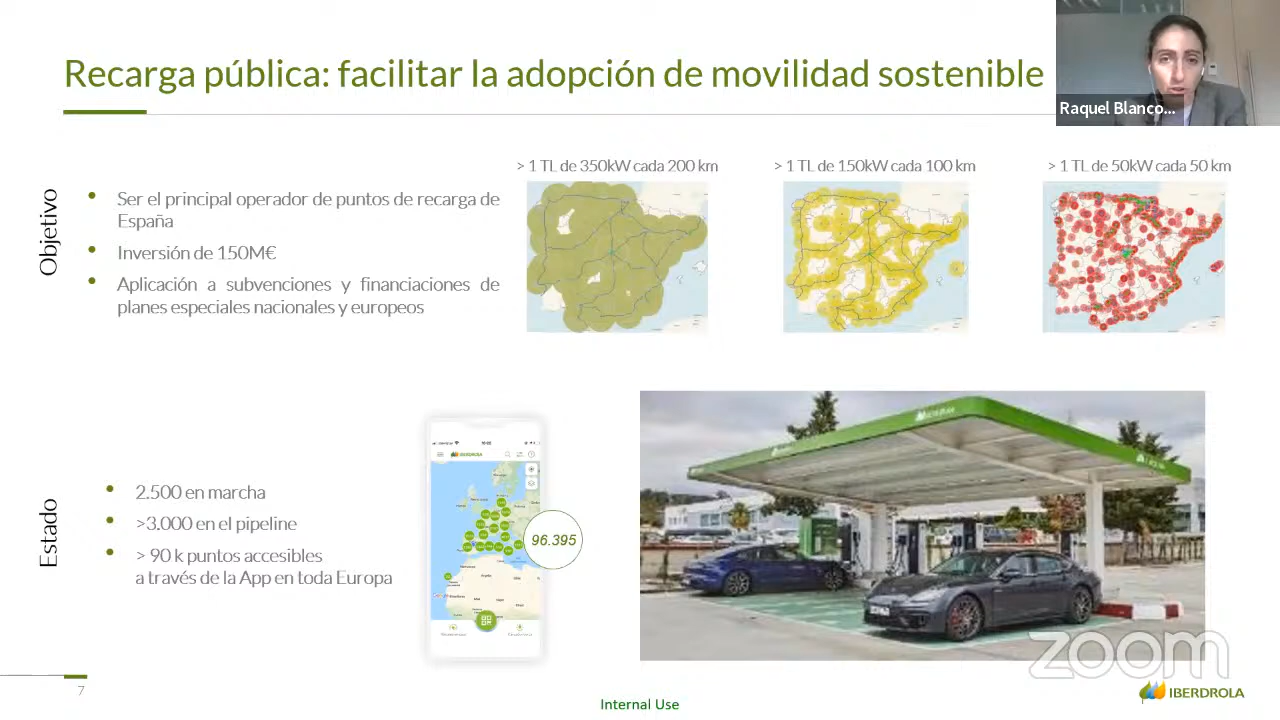 Recarga pública: facilitar la adopción de movilidad sostenible
Raquel Blanco...
Objetivo
• Ser el principal operador de puntos de recarga de
España
• Inversión de 150M€
• Aplicación a subvenciones y financiaciones de
planes especiales nacionales y europeos
> 1 TL de 350kW cada 200 km
> 1 TL de 150kW cada 100 km
> 1 TL de 50kW cada 50 km
Estado
• 2.500 en marcha
• >3.000 en el pipeline
• > 90 k puntos accesibles
a través de la App en toda Europa
IBERDROLA
96.395
IBERDROLA
zoom
7
Internal Use
IBERDROLA